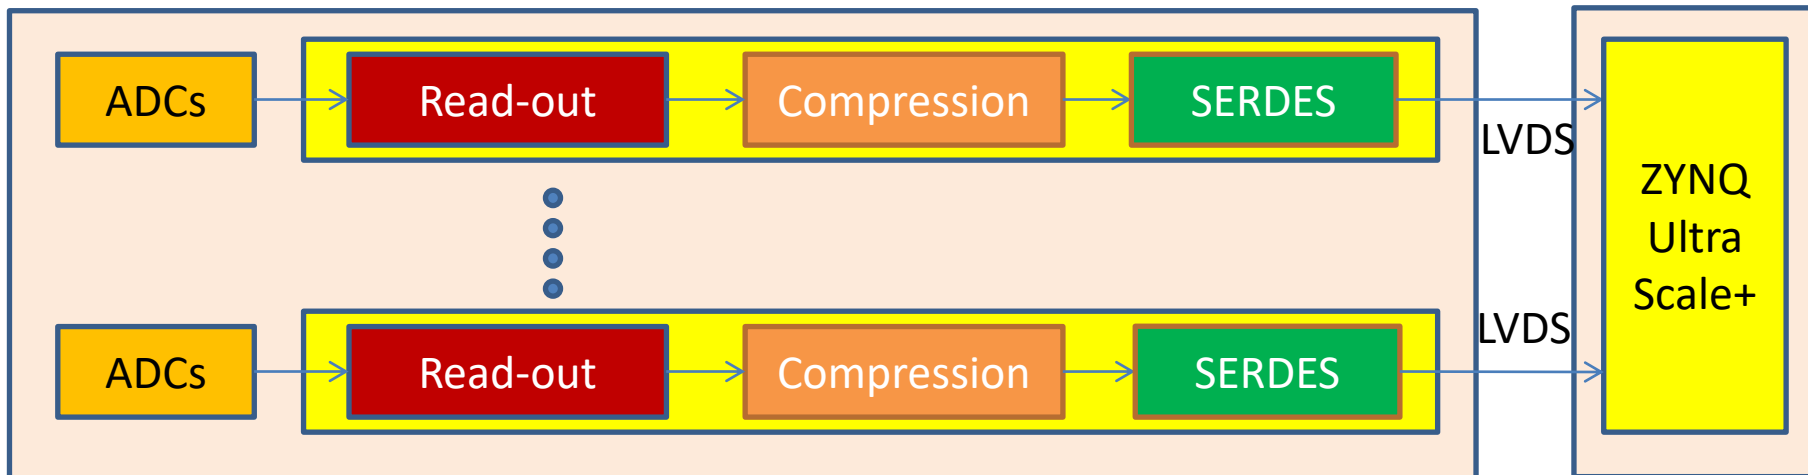 ADCs
Read-out
Compression
SERDES
LVDS
ZYNQ
Ultra
Scale+
LVDS
ADCs
Read-out
Compression
SERDES